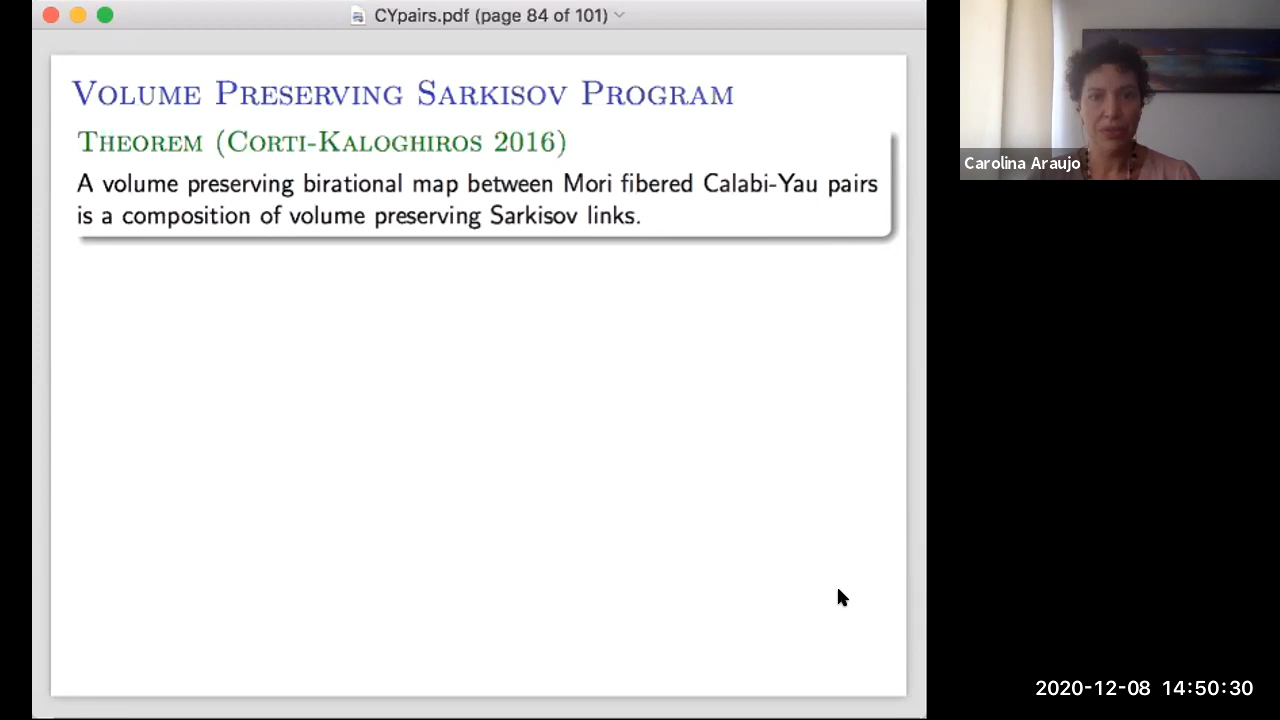 CYpairs.pdf (page 84 of 101)
Volume Preserving Sarkisov Program
Theorem (Corti-Kaloghiros 2016)
A volume preserving birational map between Mori fibered Calabi-Yau pairs
is a composition of volume preserving Sarkisov links.
Carolina Araujo
2020-12-08 14:50:30